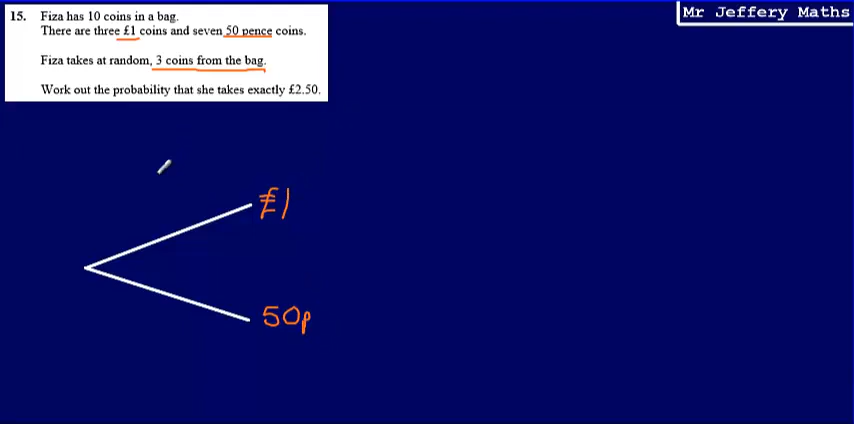 Mr Jeffery Maths
15. Fiza has 10 coins in a bag.
There are three £1 coins and seven 50 pence coins.
Fiza takes at random, 3 coins from the bag.
Work out the probability that she takes exactly £2.50.
£1
50p